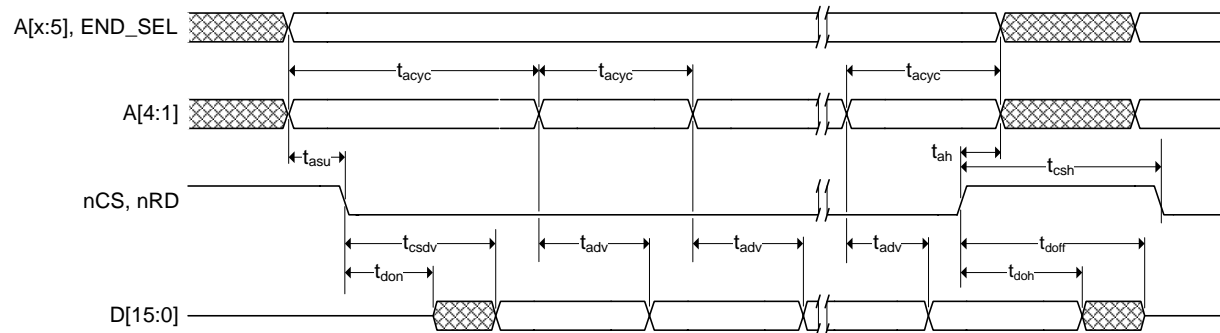 A[x:5], END_SEL
tacyc tacyc tacyc
A[4:1]
tasu tah
tcsh
nCS, nRD
tcsdv tadv tadv tadv tdoff
tdon tdoh
D[15:0]